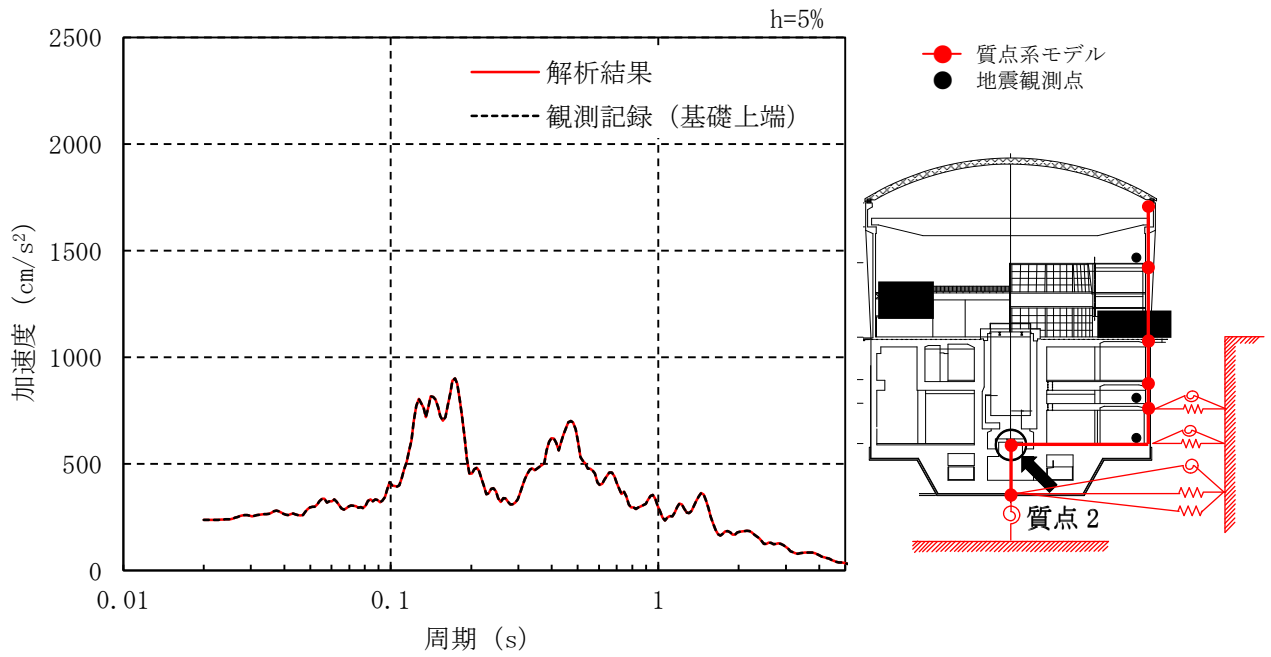 h=5%
2500
2000
1500
1000
500
0
加速度 (cm/s²)
0.01
0.1
1
周期 (s)
解析結果
観測記録 (基礎上端)
質点系モデル
地震観測点
質点 2